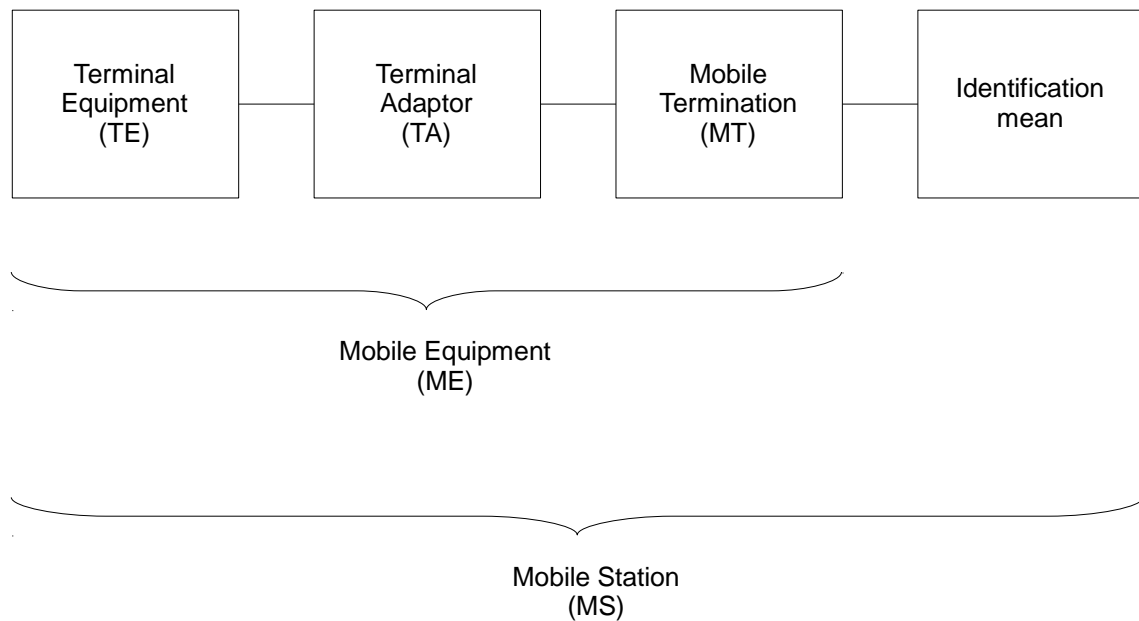 Terminal
Equipment
(TE)
Terminal
Adaptor
(TA)
Mobile
Termination
(MT)
Identification
mean
Mobile Equipment
(ME)
Mobile Station
(MS)